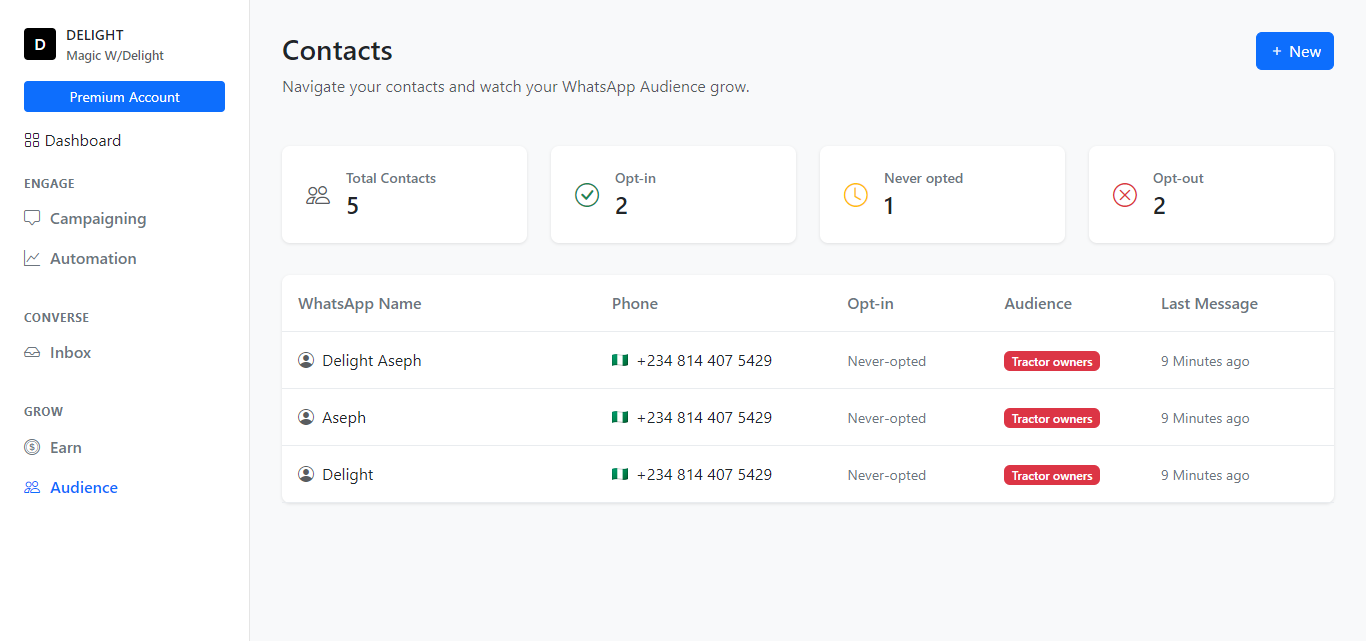 D
DELIGHT
Magic W/Delight
Premium Account
Dashboard
ENGAGE
Campaigning
Automation
CONVERSE
Inbox
GROW
Earn
Audience
Contacts
+ New
Navigate your contacts and watch your WhatsApp Audience grow.
Total Contacts
5
Opt-in
2
Never opted
1
Opt-out
2
WhatsApp Name Phone Opt-in Audience Last Message
Delight Aseph +234 814 407 5429 Never-opted Tractor owners 9 Minutes ago
Aseph +234 814 407 5429 Never-opted Tractor owners 9 Minutes ago
Delight +234 814 407 5429 Never-opted Tractor owners 9 Minutes ago